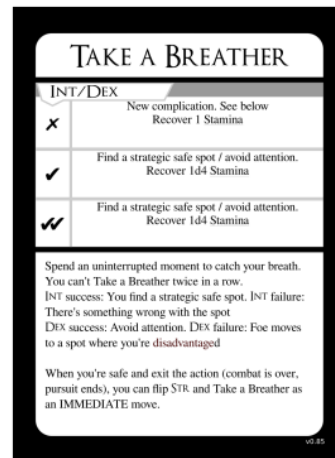 TAKE A BREATHER
INT/DEX
✗ New complication. See below
Recover 1 Stamina
✓ Find a strategic safe spot / avoid attention.
Recover 1d4 Stamina
✓✓ Find a strategic safe spot / avoid attention.
Recover 1d4 Stamina
Spend an uninterrupted moment to catch your breath.
You can't Take a Breather twice in a row.
INT success: You find a strategic safe spot. INT failure:
There's something wrong with the spot
DEX success: Avoid attention. DEX failure: Foe moves
to a spot where you're disadvantaged
When you're safe and exit the action (combat is over,
pursuit ends), you can flip STR and Take a Breather as
an IMMEDIATE move.
v0.85